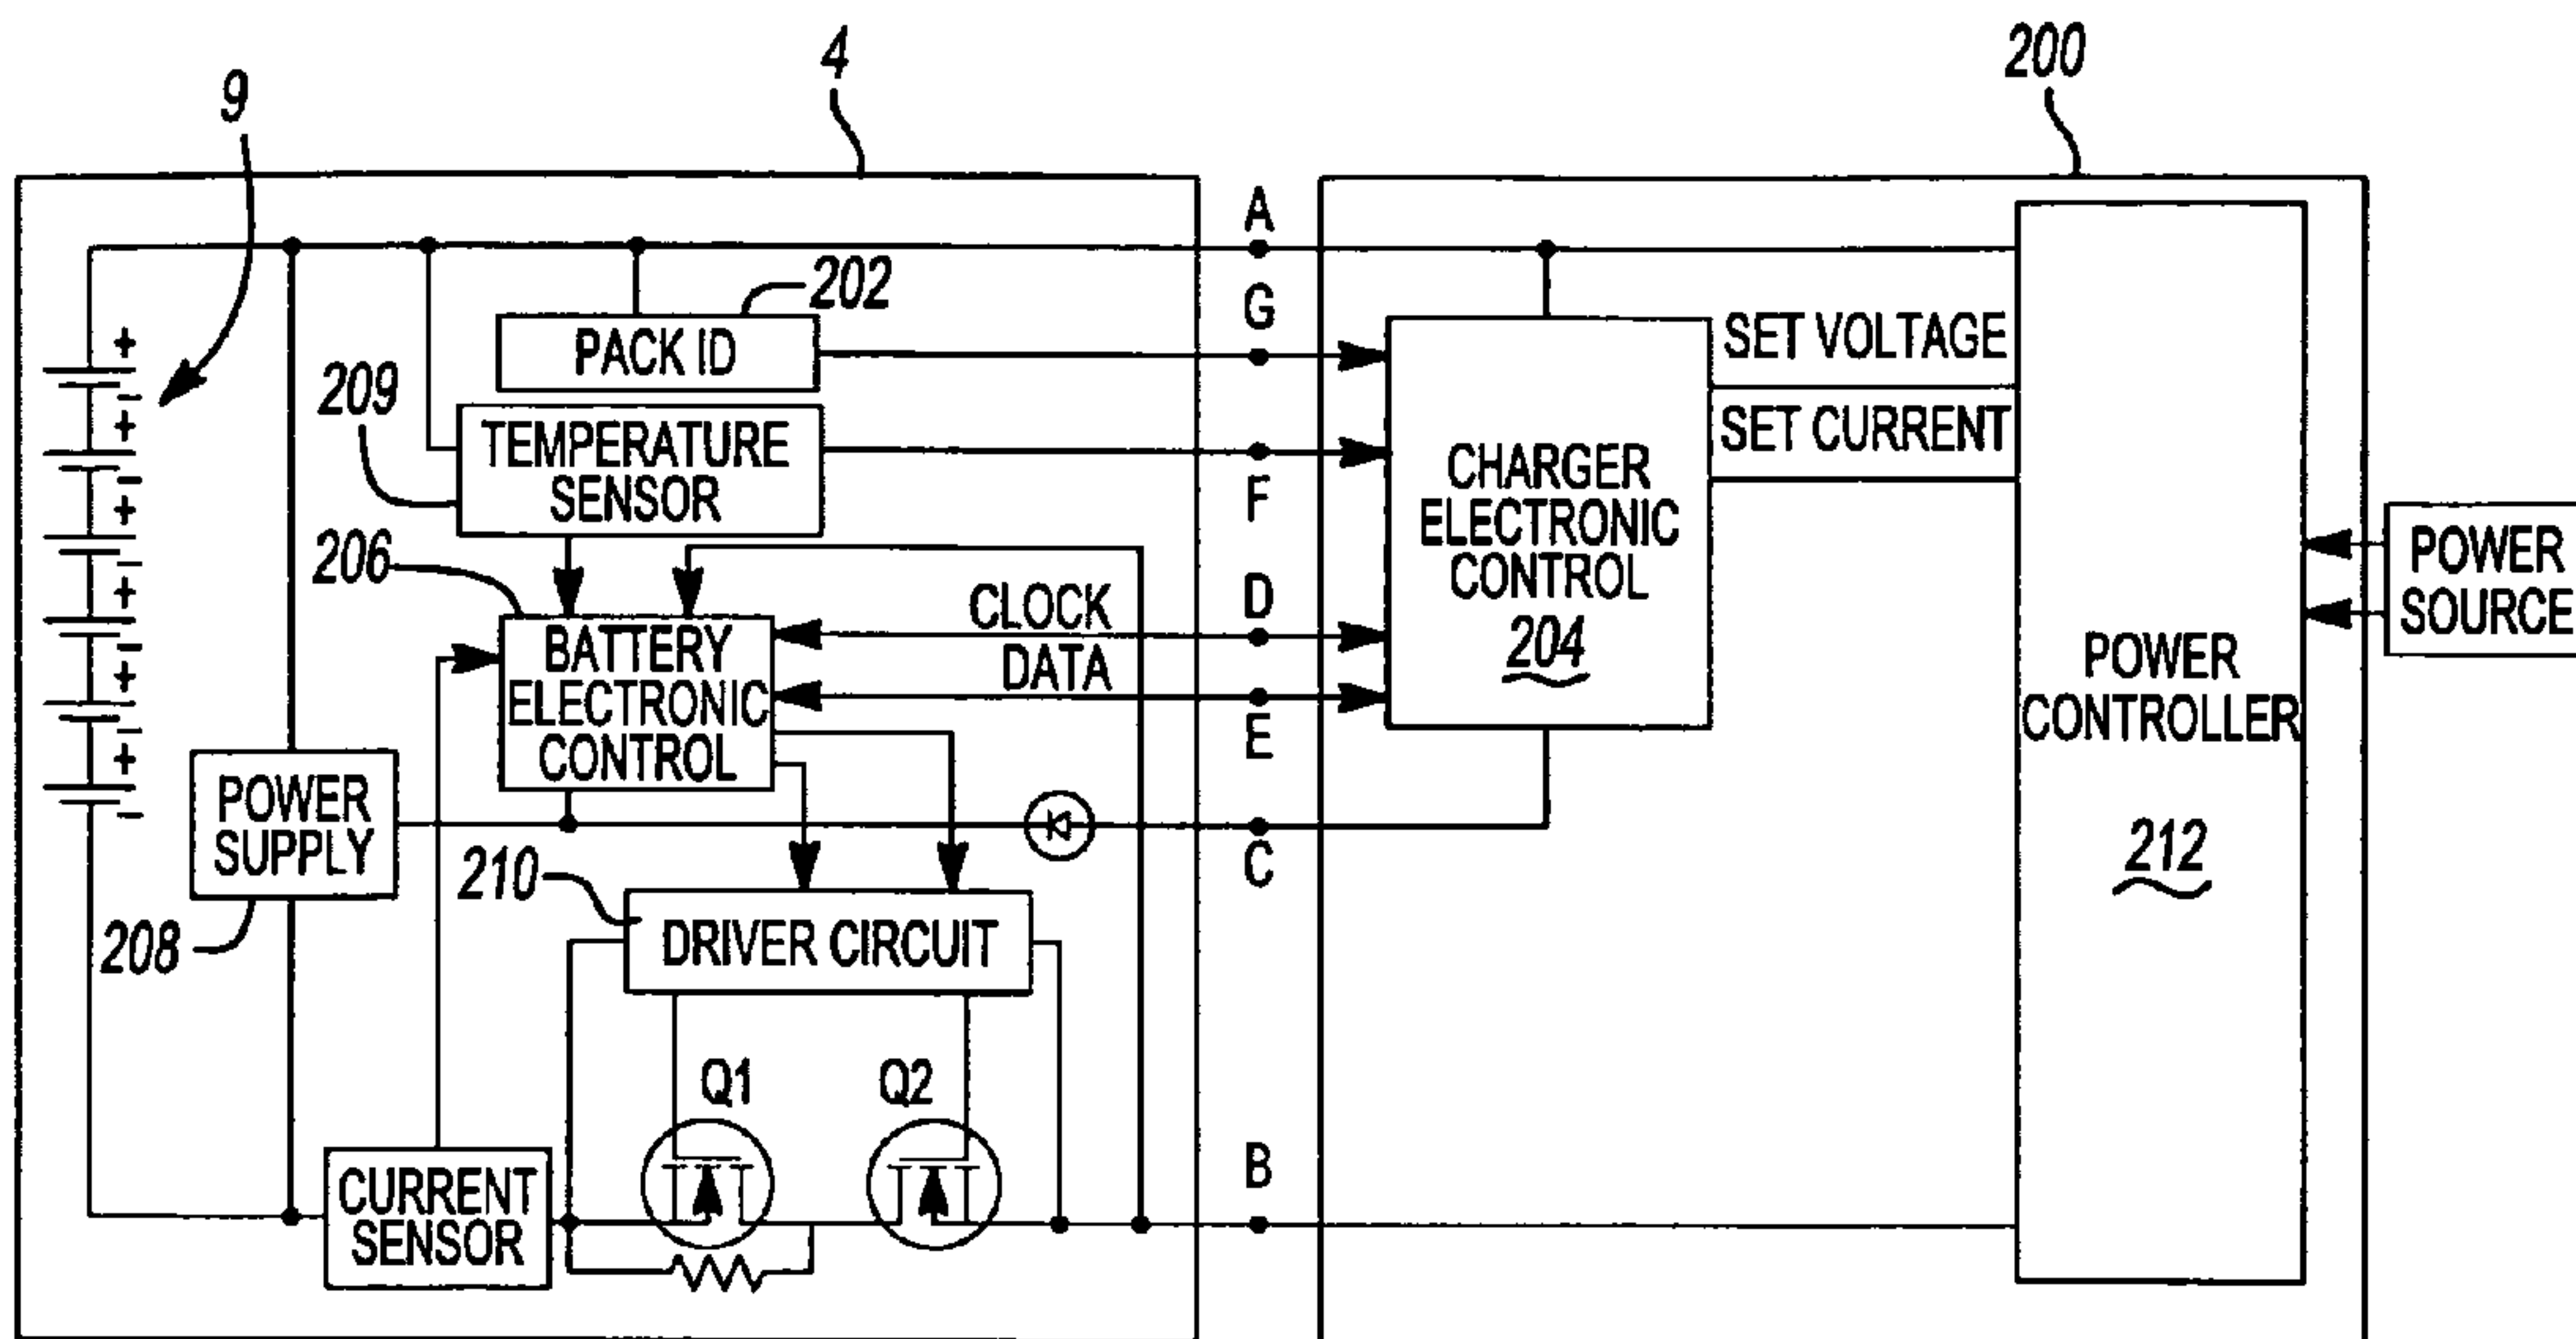 4
200
9
A
202
G
SET VOLTAGE
PACK ID
209
SET CURRENT
TEMPERATURE
SENSOR
F
CHARGER
ELECTRONIC
CONTROL
204
206
CLOCK
D
DATA
E
BATTERY
ELECTRONIC
CONTROL
POWER
SOURCE
POWER
CONTROLLER
212
POWER
SUPPLY
208
C
210
DRIVER CIRCUIT
Q1
Q2
B
CURRENT
SENSOR
+
-
+
-
+
-
+
-
+
-
+
-